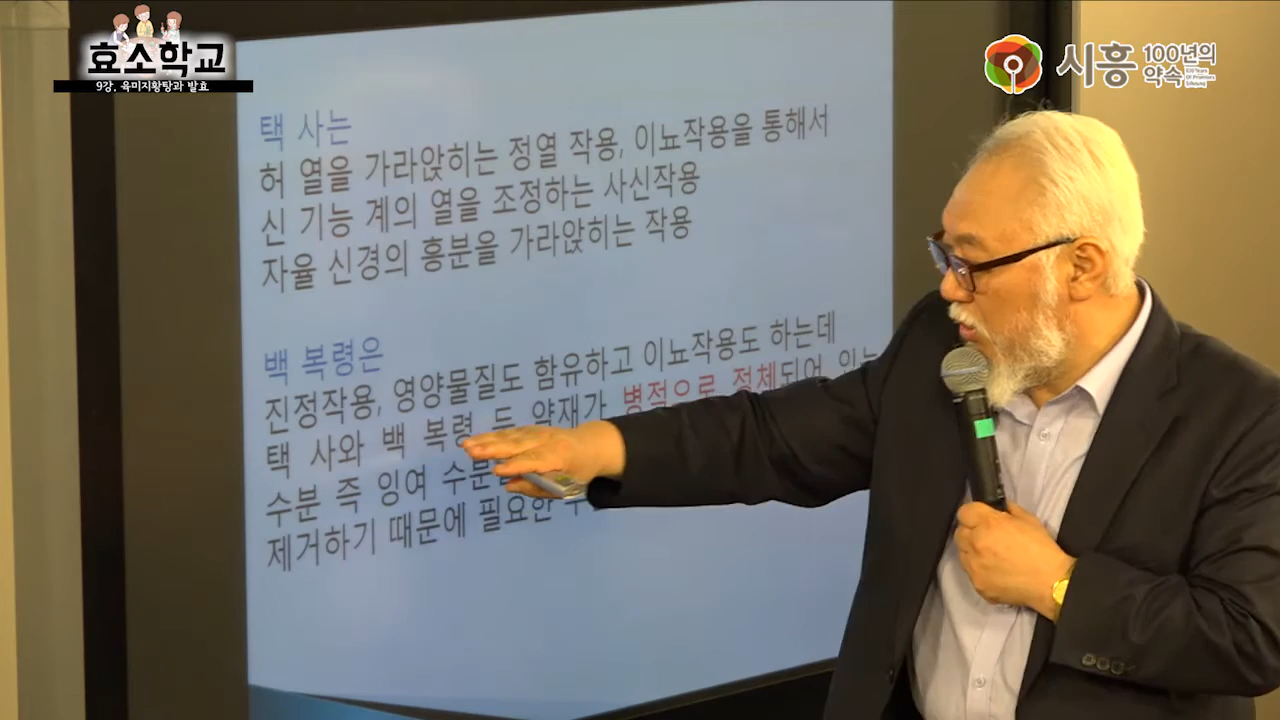 효소학교
9강. 육미지황탕과 발효
시흥 100년의
약속
택 사는
허 열을 가라앉히는 정열 작용, 이뇨작용을 통해서
신 기능 계의 열을 조정하는 사신작용
자율 신경의 흥분을 가라앉히는 작용
백 복령은
진정작용, 영양물질도 함유하고 이뇨작용도 하는데
택 사와 백 복령 두 약재가 병적으로 정체되어 있는
수분 즉 잉여 수분을
제거하기 때문에 필요한